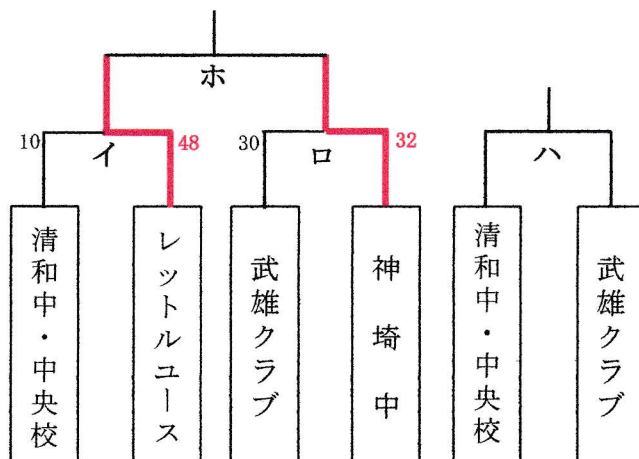 ホ
10
イ
48
30
ロ
32
ハ
清和中・中央校
レットルユース
武雄クラブ
神埼中
清和中・中央校
武雄クラブ